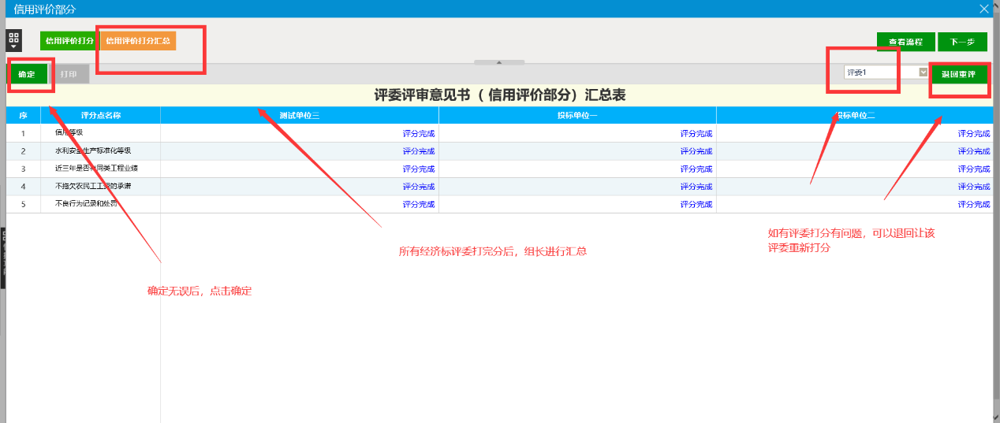 信用评价部分
信用评价打分 信用评价打分汇总 查看流程 下一步
确定 打印 评委1 退回重评
评委评审意见书（信用评价部分）汇总表
序 评分点名称 测试单位三 投标单位一 投标单位二
1 信用等级 评分完成 评分完成 评分完成
2 水利安全生产标准化等级 评分完成 评分完成 评分完成
3 近三年是否有同类工程业绩 评分完成 评分完成 评分完成
4 不拖欠农民工工资的承诺 评分完成 评分完成 评分完成
5 不良行为记录和处罚 评分完成 评分完成 评分完成
如有评委打分有问题，可以退回让该
评委重新打分
所有经济标评委打完分后，组长进行汇总
确定无误后，点击确定